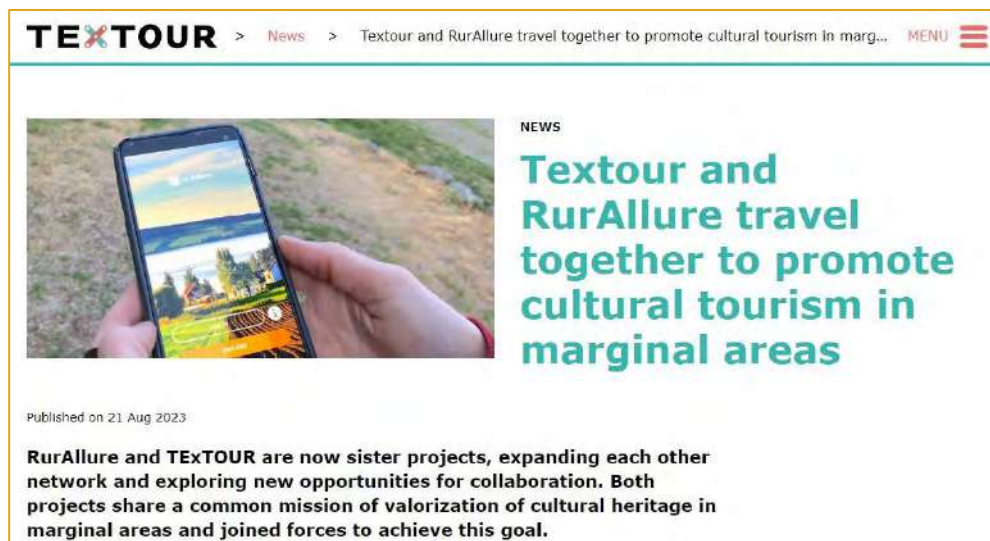 TEXTOUR > News > Textour and RurAllure travel together to promote cultural tourism in marg... MENU
NEWS
Textour and
RurAllure travel
together to promote
cultural tourism in
marginal areas
Published on 21 Aug 2023
RurAllure and TExTOUR are now sister projects, expanding each other
network and exploring new opportunities for collaboration. Both
projects share a common mission of valorization of cultural heritage in
marginal areas and joined forces to achieve this goal.